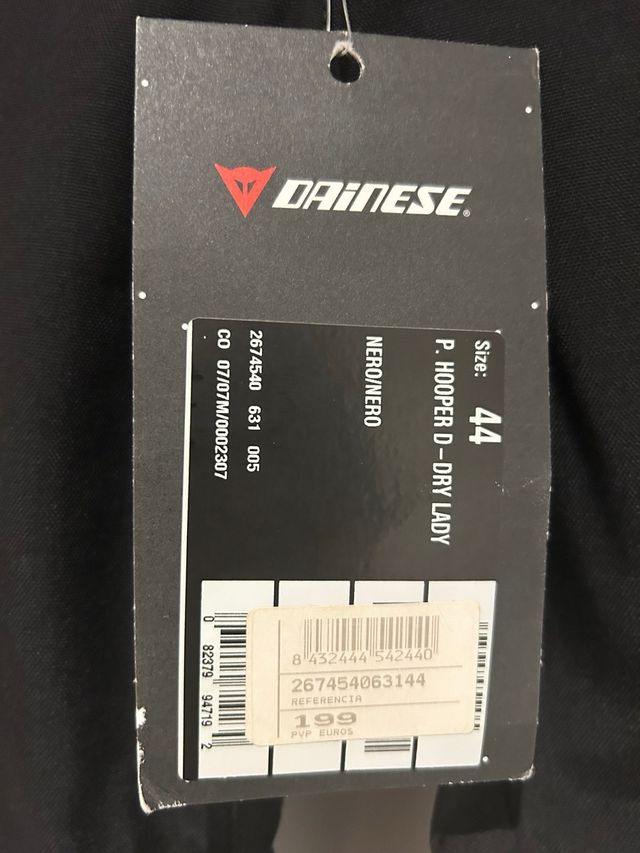 DAINESE
Size: 44
P. HOOPER D-DRY LADY
NERO/NERO
2674540 631 005
CO 07/07M/0002307
8 432444 542440
267454063144
REFERENCIA
199
PVP EUROS
0 82379 94719 2